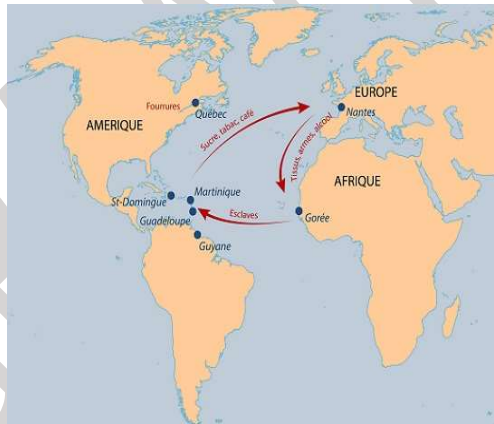 Fourrures
Québec
AMERIQUE
EUROPE
Nantes
Sucre, tabac, café
Tissus, armes, alcool
AFRIQUE
St-Domingue
Martinique
Guadeloupe
Esclaves
Gorée
Guyane